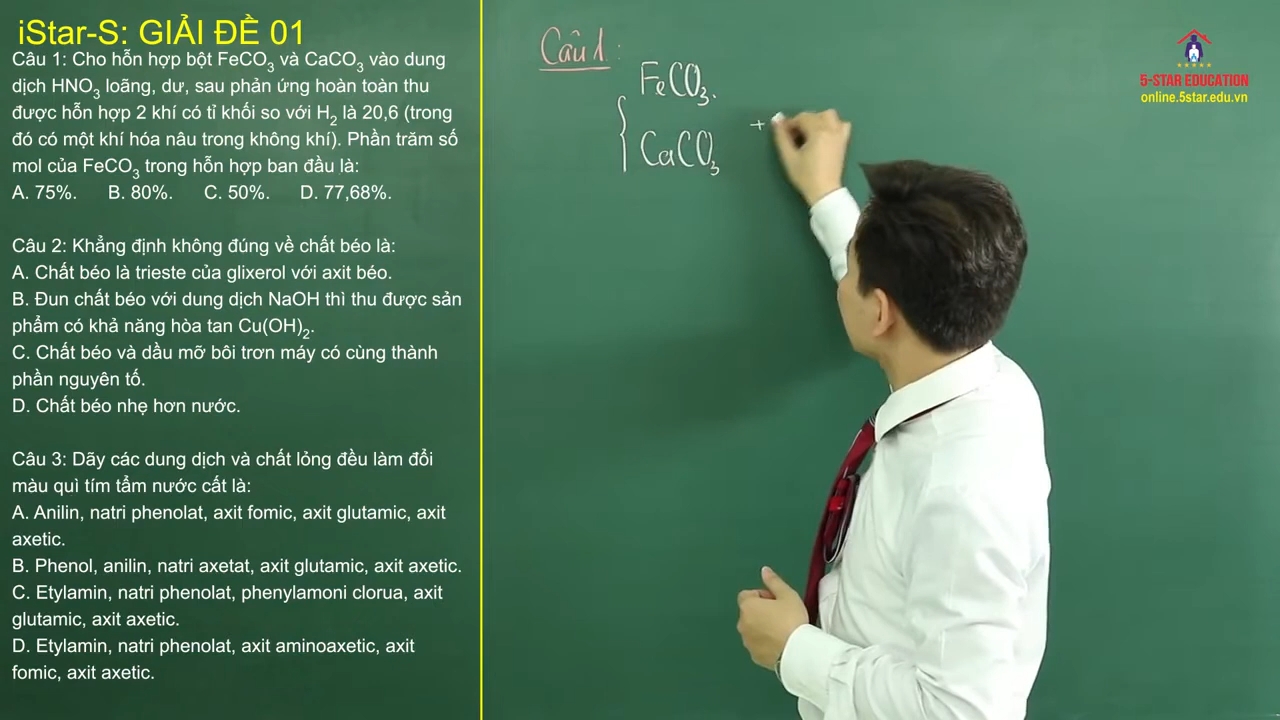 iStar-S: GIẢI ĐỀ 01
Câu 1: Cho hỗn hợp bột FeCO₃ và CaCO₃ vào dung
dịch HNO₃ loãng, dư, sau phản ứng hoàn toàn thu
được hỗn hợp 2 khí có tỉ khối so với H₂ là 20,6 (trong
đó có một khí hóa nâu trong không khí). Phần trăm số
mol của FeCO₃ trong hỗn hợp ban đầu là:
A. 75%. B. 80%. C. 50%. D. 77,68%.
Câu 2: Khẳng định không đúng về chất béo là:
A. Chất béo là trieste của glixerol với axit béo.
B. Đun chất béo với dung dịch NaOH thì thu được sản
phẩm có khả năng hòa tan Cu(OH)₂.
C. Chất béo và dầu mỡ bôi trơn máy có cùng thành
phần nguyên tố.
D. Chất béo nhẹ hơn nước.
Câu 3: Dãy các dung dịch và chất lỏng đều làm đổi
màu quì tím tẩm nước cất là:
A. Anilin, natri phenolat, axit fomic, axit glutamic, axit
axetic.
B. Phenol, anilin, natri axetat, axit glutamic, axit axetic.
C. Etylamin, natri phenolat, phenylamoni clorua, axit
glutamic, axit axetic.
D. Etylamin, natri phenolat, axit aminoaxetic, axit
fomic, axit axetic.
Câu 1:
FeCO₃.
CaCO₃ +
5-STAR EDUCATION
online.5star.edu.vn